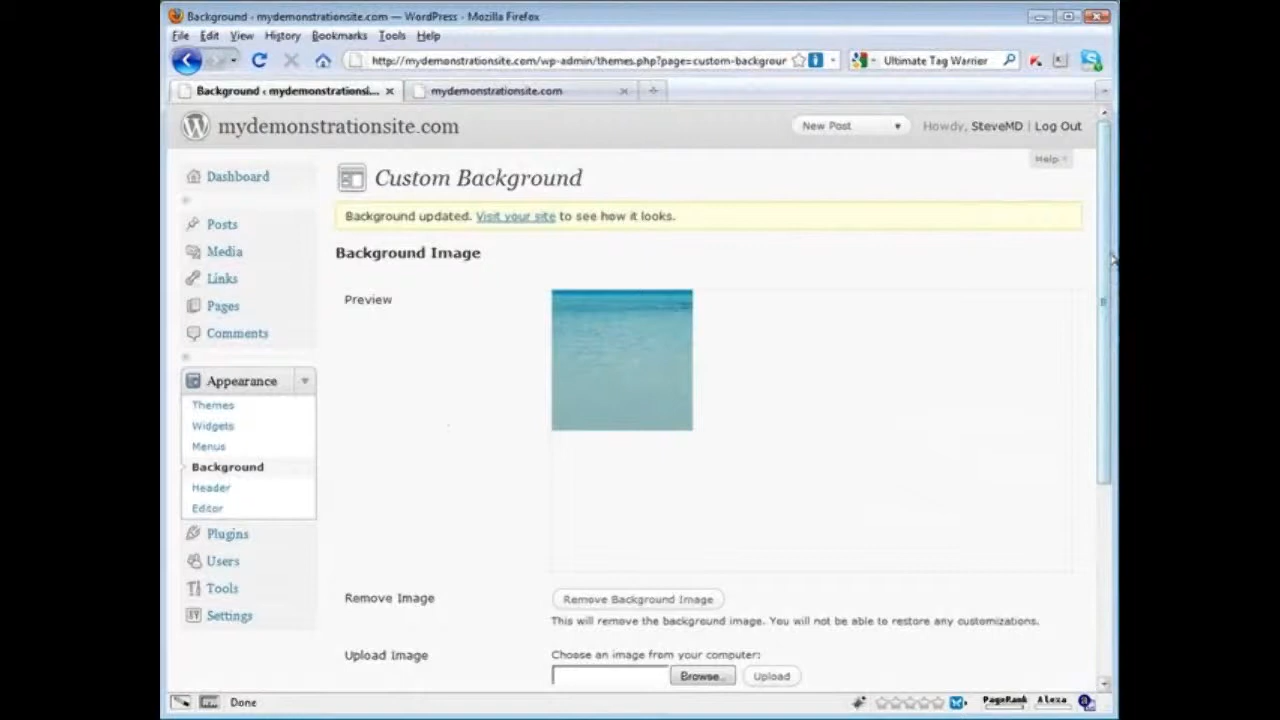 Background ‹ mydemonstrationsite.com — WordPress - Mozilla Firefox
File Edit View History Bookmarks Tools Help
http://mydemonstrationsite.com/wp-admin/themes.php?page=custom-backgrour
Ultimate Tag Warrier
Background ‹ mydemonstrationsi...
mydemonstrationsite.com
mydemonstrationsite.com
New Post
Howdy, SteveMD | Log Out
Help
Dashboard
Custom Background
Background updated. Visit your site to see how it looks.
Posts
Media
Links
Pages
Comments
Appearance
Themes
Widgets
Menus
Background
Header
Editor
Plugins
Users
Tools
Settings
Background Image
Preview
Remove Image
Remove Background Image
This will remove the background image. You will not be able to restore any customizations.
Upload Image
Choose an image from your computer:
Browse..
Upload
Done
PageRank
Alexa